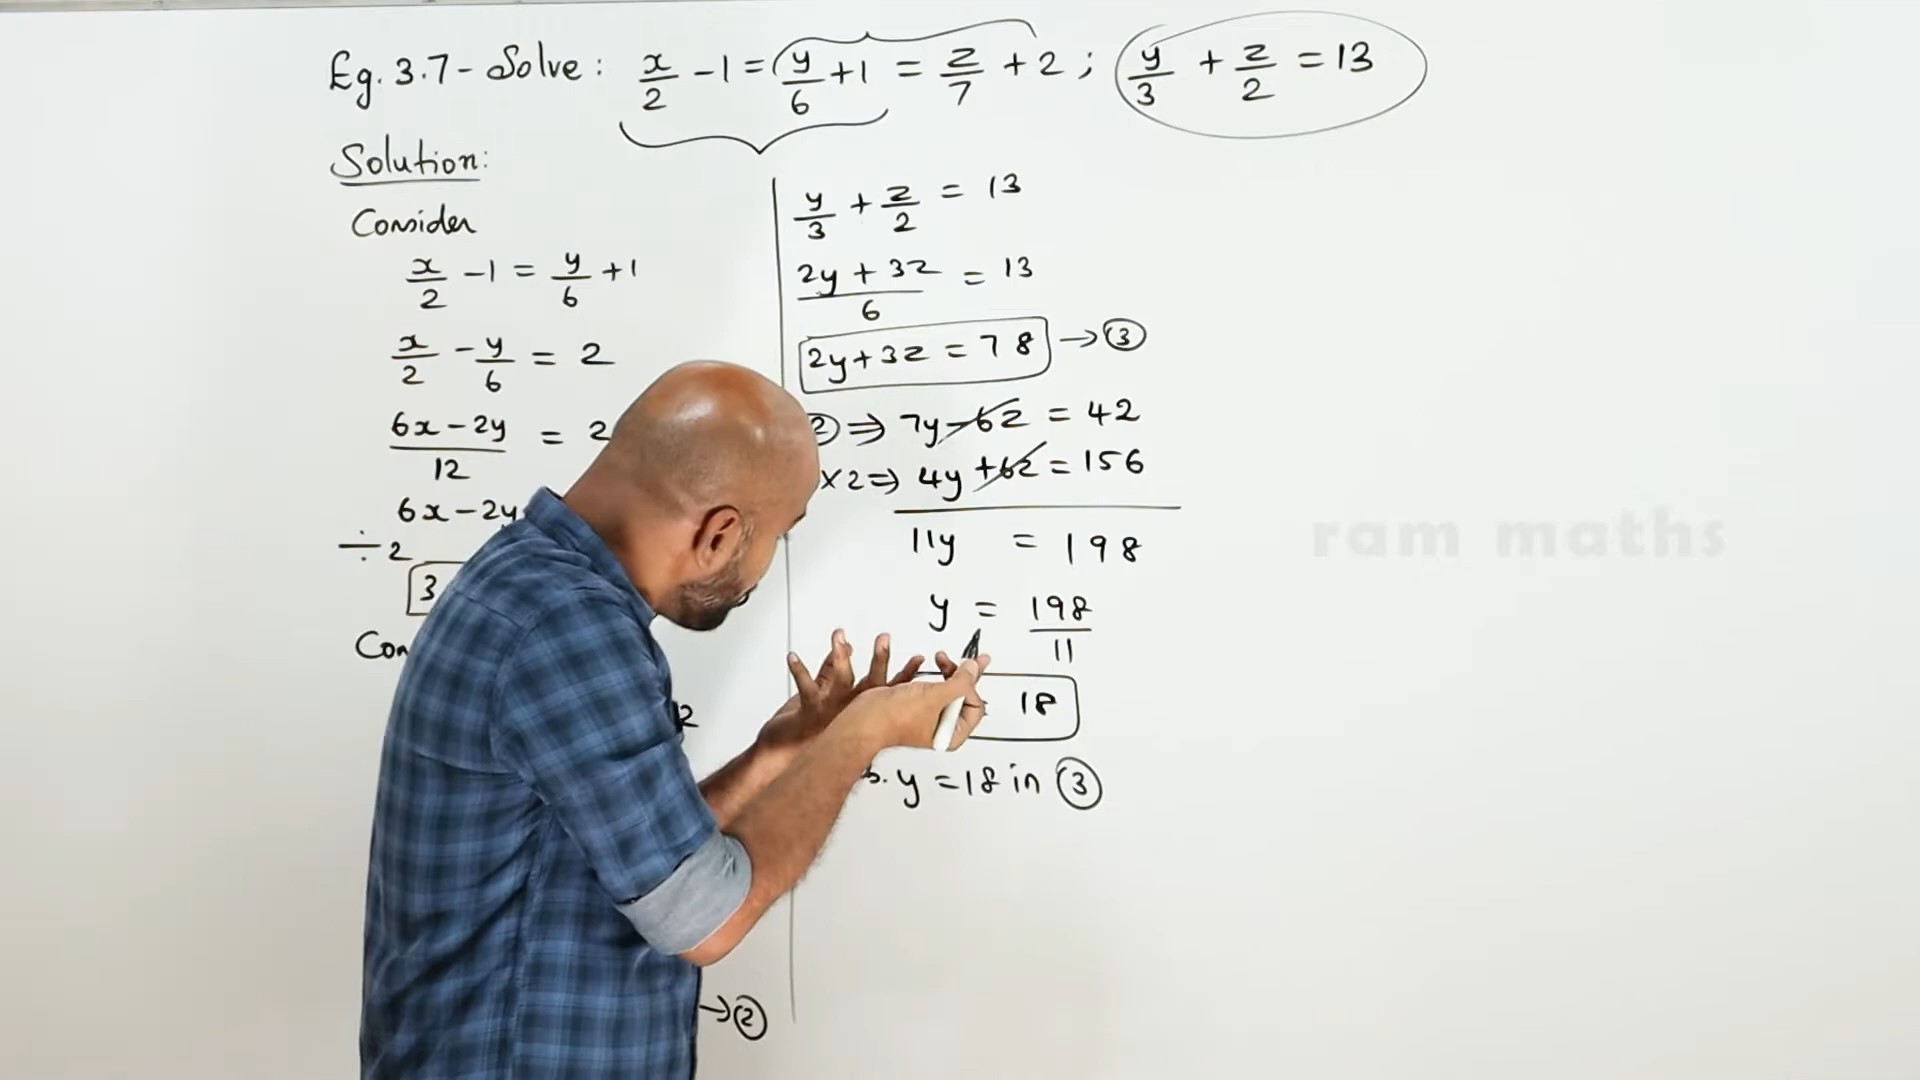 Eg. 3.7 - Solve : x/2 - 1 = y/6 + 1 = z/7 + 2 ; y/3 + z/2 = 13
Solution:
Consider
x/2 - 1 = y/6 + 1
x/2 - y/6 = 2
6x - 2y / 12 = 2
6x - 2y
÷ 2
3
Con
2
→ ②
y/3 + z/2 = 13
2y + 3z / 6 = 13
2y + 3z = 78 → ③
② ⇒ 7y - 6z = 42
× 2 ⇒ 4y + 6z = 156
11y = 198
y = 198/11
18
b. y = 18 in ③
ram maths